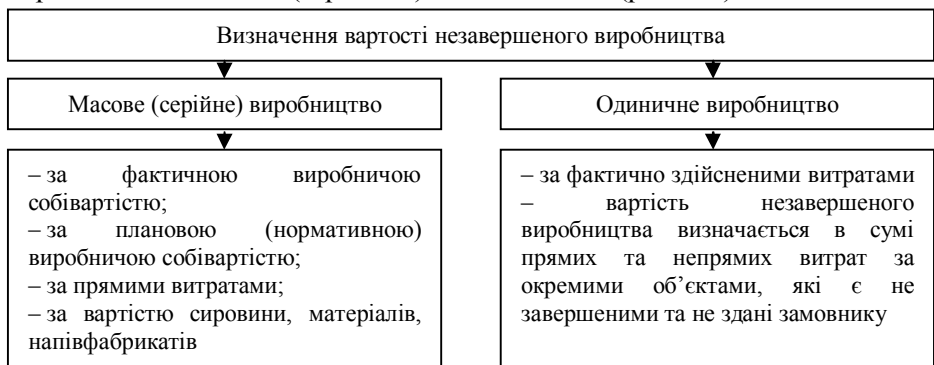 Визначення вартості незавершеного виробництва
Масове (серійне) виробництво
Одиничне виробництво
– за фактичною виробничою
собівартістю;
– за плановою (нормативною)
виробничою собівартістю;
– за прямими витратами;
– за вартістю сировини, матеріалів,
напівфабрикатів
– за фактично здійсненими витратами
– вартість незавершеного
виробництва визначається в сумі
прямих та непрямих витрат за
окремими об’єктами, які є не
завершеними та не здані замовнику